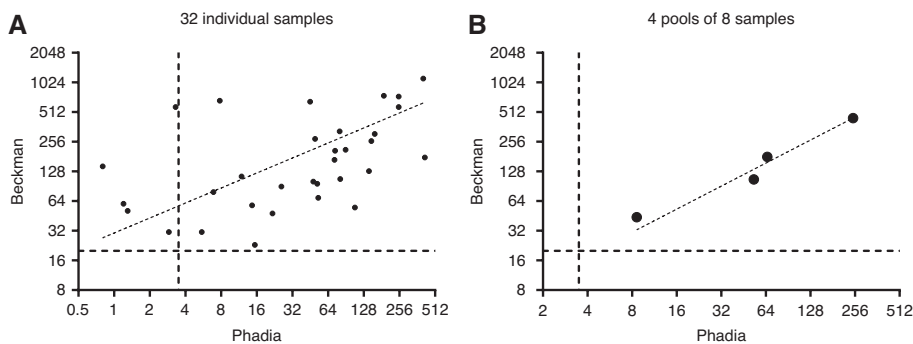 A
32 individual samples
2048
1024
512
256
128
64
32
16
8
Beckman
0.5 1 2 4 8 16 32 64 128 256 512
Phadia
B
4 pools of 8 samples
2048
1024
512
256
128
64
32
16
8
Beckman
2 4 8 16 32 64 128 256 512
Phadia